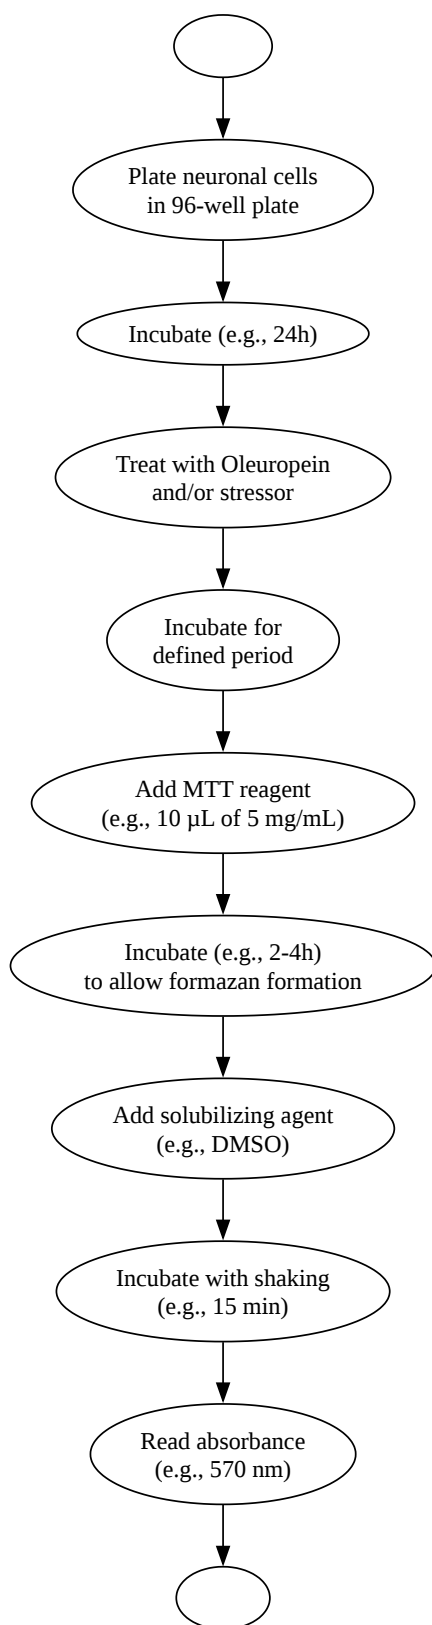 Plate neuronal cells
in 96-well plate
Incubate (e.g., 24h)
Treat with Oleuropein
and/or stressor
Incubate for
defined period
Add MTT reagent
(e.g., 10 µL of 5 mg/mL)
Incubate (e.g., 2-4h)
to allow formazan formation
Add solubilizing agent
(e.g., DMSO)
Incubate with shaking
(e.g., 15 min)
Read absorbance
(e.g., 570 nm)